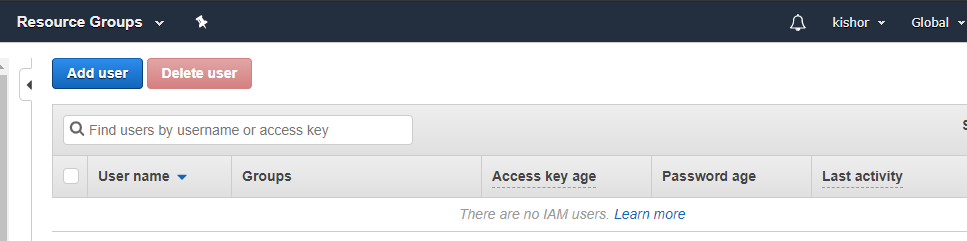 Resource Groups kishor Global
Add user Delete user
Find users by username or access key
User name Groups Access key age Password age Last activity
There are no IAM users. Learn more